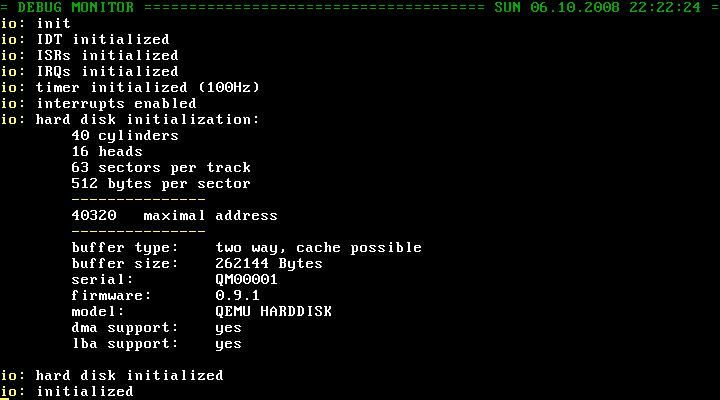 = DEBUG MONITOR ====================================== SUN 06.10.2008 22:22:24 =
io: init
io: IDT initialized
io: ISRs initialized
io: IRQs initialized
io: timer initialized (100Hz)
io: interrupts enabled
io: hard disk initialization:
        40 cylinders
        16 heads
        63 sectors per track
        512 bytes per sector
        ---------------
        40320   maximal address
        ---------------
        buffer type:    two way, cache possible
        buffer size:    262144 Bytes
        serial:         QM00001
        firmware:       0.9.1
        model:          QEMU HARDDISK
        dma support:    yes
        lba support:    yes

io: hard disk initialized
io: initialized